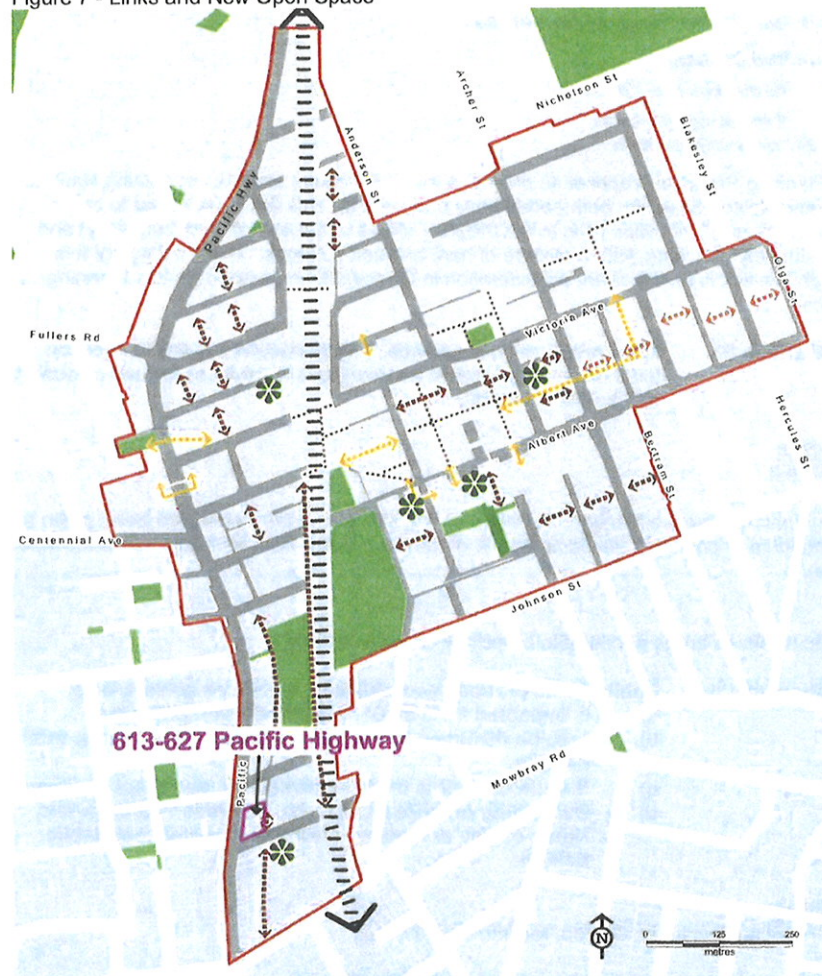 Figure 7 - Links and New Open Space
Archer St
Nicholson St
Blakesley St
Anderson St
Pacific Hwy
Olga St
Fullers Rd
Victoria Ave
Hercules St
Albert Ave
Bertram St
Centennial Ave
Johnson St
613-627 Pacific Highway
Mowbray Rd
Pacific
N
0 125 250
metres